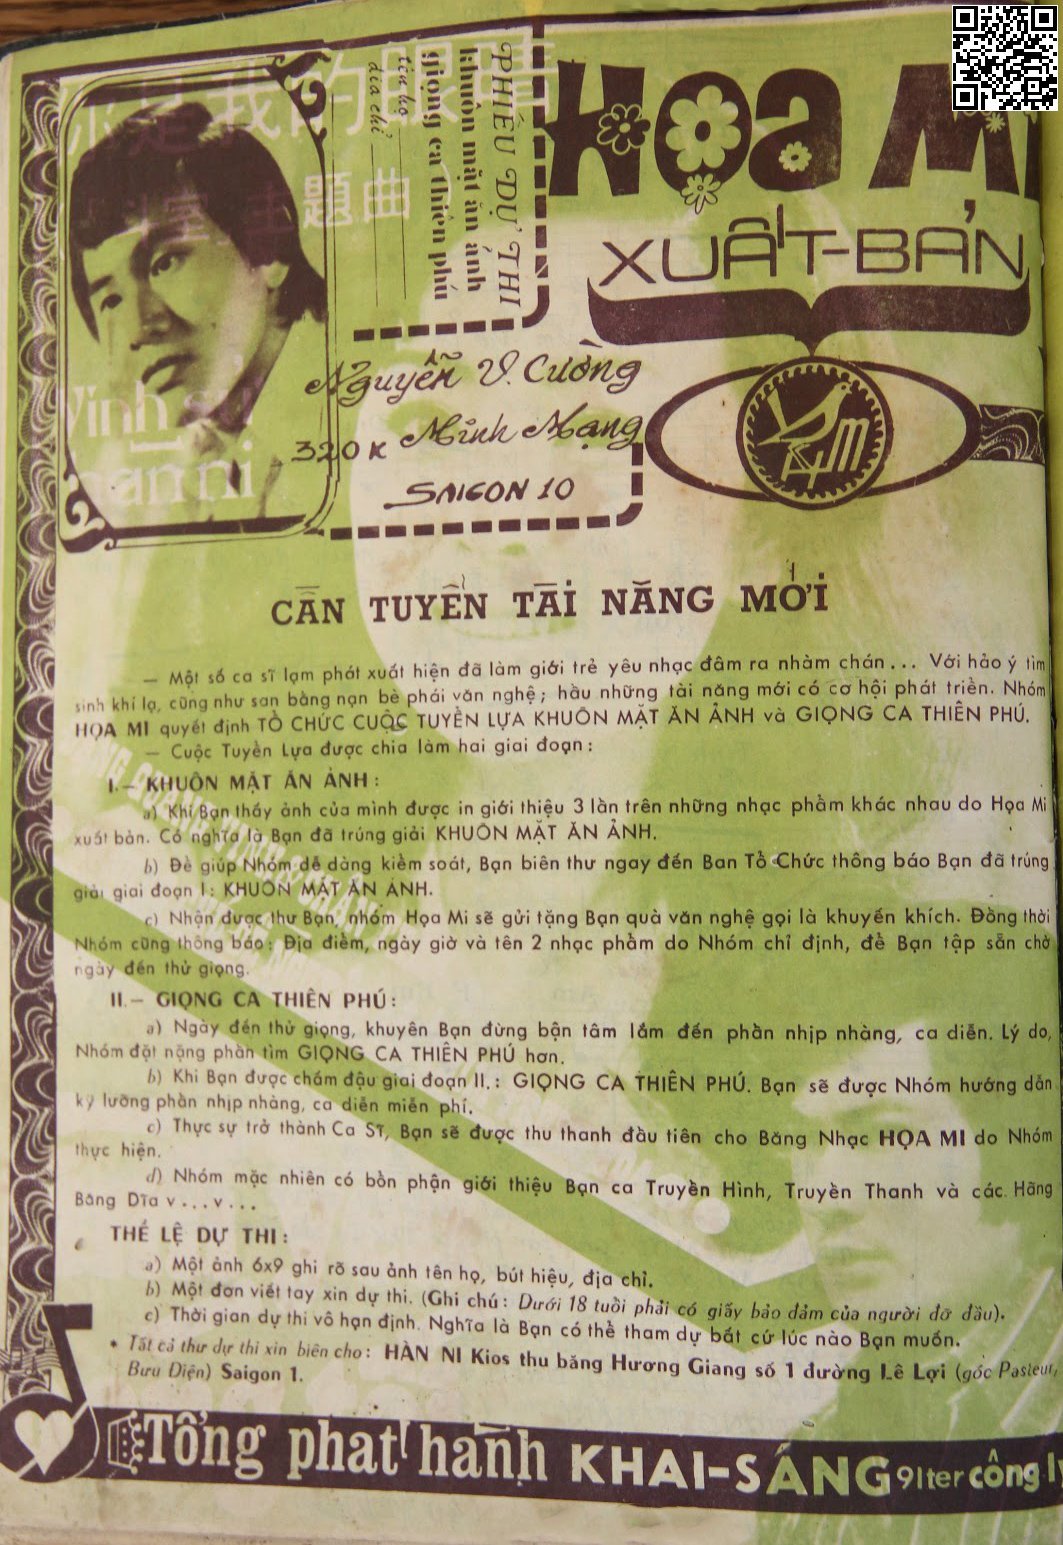 PHIẾU DỰ THI
khuôn mặt ăn ảnh
giọng ca thiên phú
tên họ
địa chỉ
題曲
HỌA MI
XUẤT-BẢN
m
Nguyễn V. Cường
320 K Minh Mạng
SAIGON 10
CẦN TUYỂN TÀI NĂNG MỚI
— Một số ca sĩ lạm phát xuất hiện đã làm giới trẻ yêu nhạc đâm ra nhàm chán... Với hảo ý tìm
sinh khí lạ, cũng như san bằng nạn bè phái văn nghệ; hầu những tài năng mới có cơ hội phát triển. Nhóm
HỌA MI quyết định TỔ CHỨC CUỘC TUYỂN LỰA KHUÔN MẶT ĂN ẢNH và GIỌNG CA THIÊN PHÚ.
— Cuộc Tuyển Lựa được chia làm hai giai đoạn:
I.— KHUÔN MẶT ĂN ẢNH:
a) Khi Bạn thấy ảnh của mình được in giới thiệu 3 lần trên những nhạc phẩm khác nhau do Họa Mi
xuất bản. Có nghĩa là Bạn đã trúng giải KHUÔN MẶT ĂN ẢNH.
b) Để giúp Nhóm dễ dàng kiểm soát, Bạn biên thư ngay đến Ban Tổ Chức thông báo Bạn đã trúng
giải giai đoạn I: KHUÔN MẶT ĂN ẢNH.
c) Nhận được thư Bạn, nhóm Họa Mi sẽ gửi tặng Bạn quà văn nghệ gọi là khuyến khích. Đồng thời
Nhóm cũng thông báo: Địa điểm, ngày giờ và tên 2 nhạc phẩm do Nhóm chỉ định, để Bạn tập sẵn chờ
ngày đến thử giọng.
II.— GIỌNG CA THIÊN PHÚ:
a) Ngày đến thử giọng, khuyên Bạn đừng bận tâm lắm đến phần nhịp nhàng, ca diễn. Lý do,
Nhóm đặt nặng phần tìm GIỌNG CA THIÊN PHÚ hơn.
b) Khi Bạn được chấm đậu giai đoạn II.: GIỌNG CA THIÊN PHÚ. Bạn sẽ được Nhóm hướng dẫn
kỹ lưỡng phần nhịp nhàng, ca diễn miễn phí.
c) Thực sự trở thành Ca Sĩ, Bạn sẽ được thu thanh đầu tiên cho Băng Nhạc HỌA MI do Nhóm
thực hiện.
d) Nhóm mặc nhiên có bổn phận giới thiệu Bạn ca Truyền Hình, Truyền Thanh và các Hãng
Băng Dĩa v...v...
THỂ LỆ DỰ THI:
a) Một ảnh 6x9 ghi rõ sau ảnh tên họ, bút hiệu, địa chỉ.
b) Một đơn viết tay xin dự thi. (Ghi chú: Dưới 18 tuổi phải có giấy bảo đảm của người đỡ đầu).
c) Thời gian dự thi vô hạn định. Nghĩa là Bạn có thể tham dự bất cứ lúc nào Bạn muốn.
* Tất cả thư dự thi xin biên cho: HÀN NI Kios thu băng Hương Giang số 1 đường Lê Lợi (góc Pasteur,
Bưu Điện) Saigon 1.
Tổng phát hành KHAI-SÁNG 91ter công lý